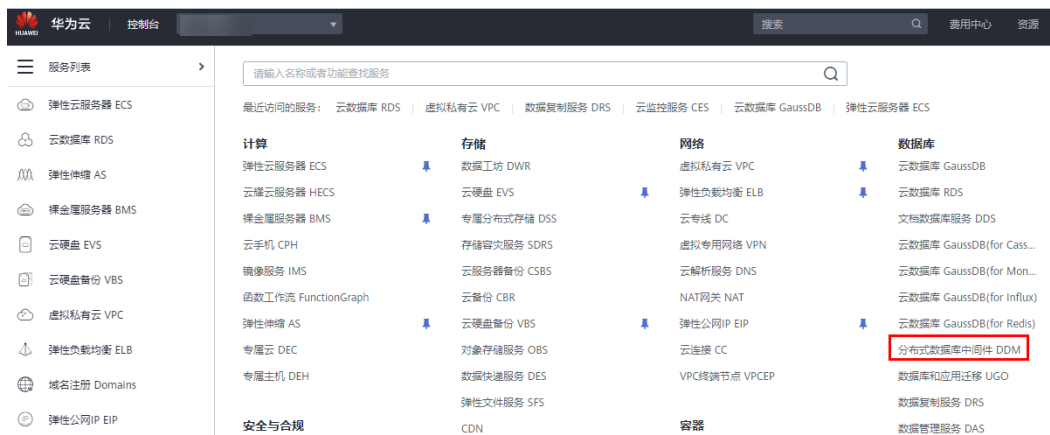 HUAWEI 华为云 控制台 搜索 费用中心 资源
服务列表
弹性云服务器 ECS
云数据库 RDS
弹性伸缩 AS
裸金属服务器 BMS
云硬盘 EVS
云硬盘备份 VBS
虚拟私有云 VPC
弹性负载均衡 ELB
域名注册 Domains
弹性公网IP EIP
请输入名称或者功能查找服务
最近访问的服务： 云数据库 RDS 虚拟私有云 VPC 数据复制服务 DRS 云监控服务 CES 云数据库 GaussDB 弹性云服务器 ECS
计算
弹性云服务器 ECS
云耀云服务器 HECS
裸金属服务器 BMS
云手机 CPH
镜像服务 IMS
函数工作流 FunctionGraph
弹性伸缩 AS
专属云 DEC
专属主机 DEH
安全与合规
存储
数据工坊 DWR
云硬盘 EVS
专属分布式存储 DSS
存储容灾服务 SDRS
云服务器备份 CSBS
云备份 CBR
云硬盘备份 VBS
对象存储服务 OBS
数据快递服务 DES
弹性文件服务 SFS
CDN
网络
虚拟私有云 VPC
弹性负载均衡 ELB
云专线 DC
虚拟专用网络 VPN
云解析服务 DNS
NAT网关 NAT
弹性公网IP EIP
云连接 CC
VPC终端节点 VPCEP
容器
数据库
云数据库 GaussDB
云数据库 RDS
文档数据库服务 DDS
云数据库 GaussDB(for Cass...
云数据库 GaussDB(for Mon...
云数据库 GaussDB(for Influx)
云数据库 GaussDB(for Redis)
分布式数据库中间件 DDM
数据库和应用迁移 UGO
数据复制服务 DRS
数据管理服务 DAS